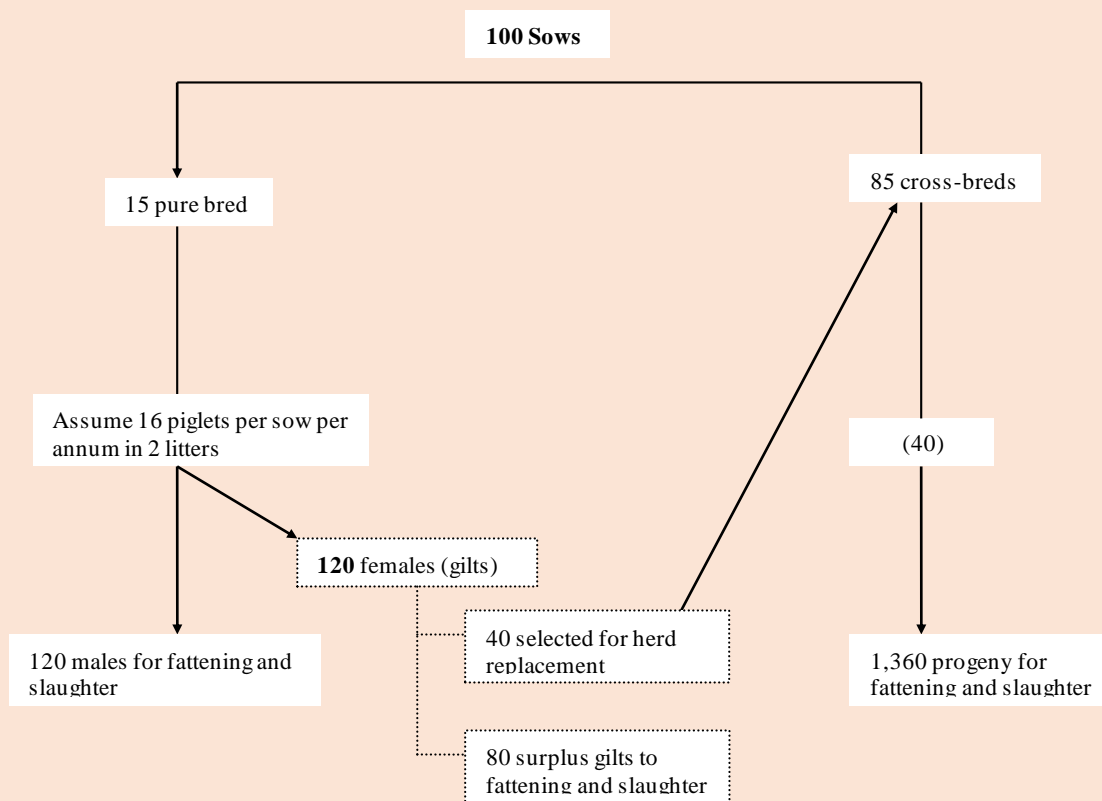 100 Sows
15 pure bred
85 cross-breds
Assume 16 piglets per sow per
annum in 2 litters
(40)
120 females (gilts)
120 males for fattening and
slaughter
40 selected for herd
replacement
1,360 progeny for
fattening and slaughter
80 surplus gilts to
fattening and slaughter